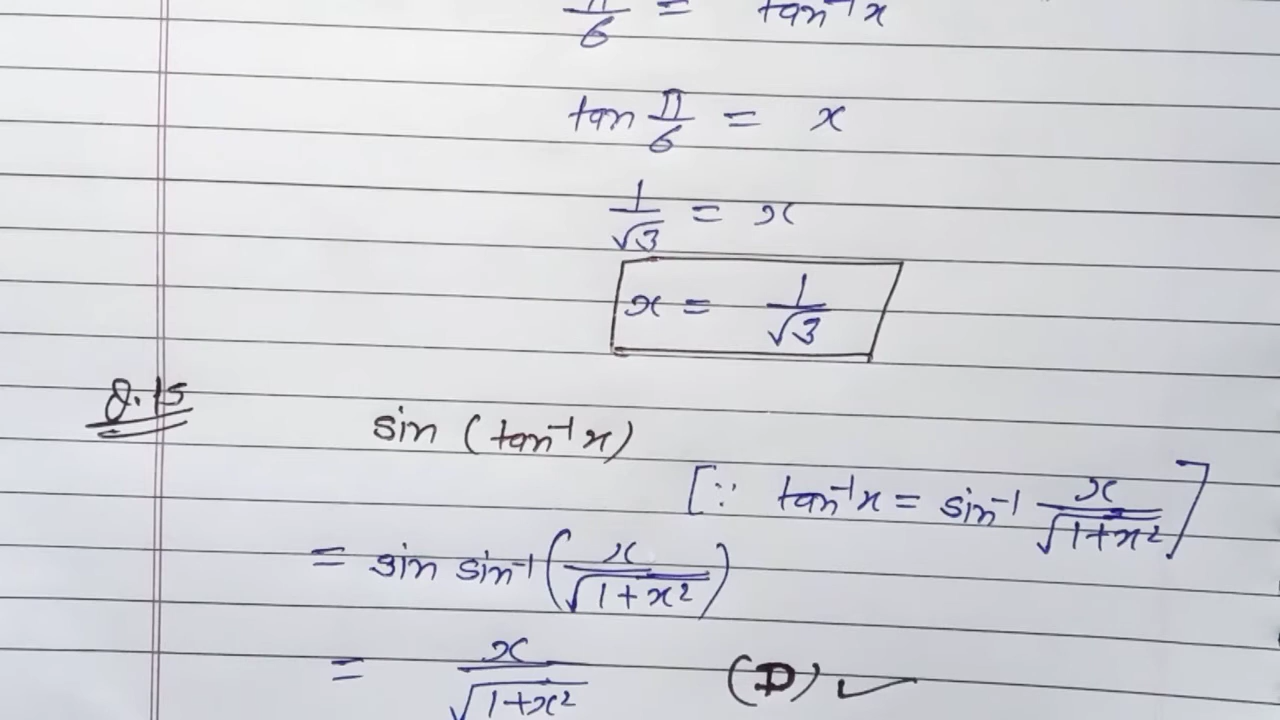 π/6 = tan⁻¹x
tan π/6 = x
1/√3 = x
x = 1/√3
Q.15 sin (tan⁻¹x)
[∵ tan⁻¹x = sin⁻¹ x/√(1+x²)]
= sin sin⁻¹(x/√(1+x²))
= x/√(1+x²) (D) ✓